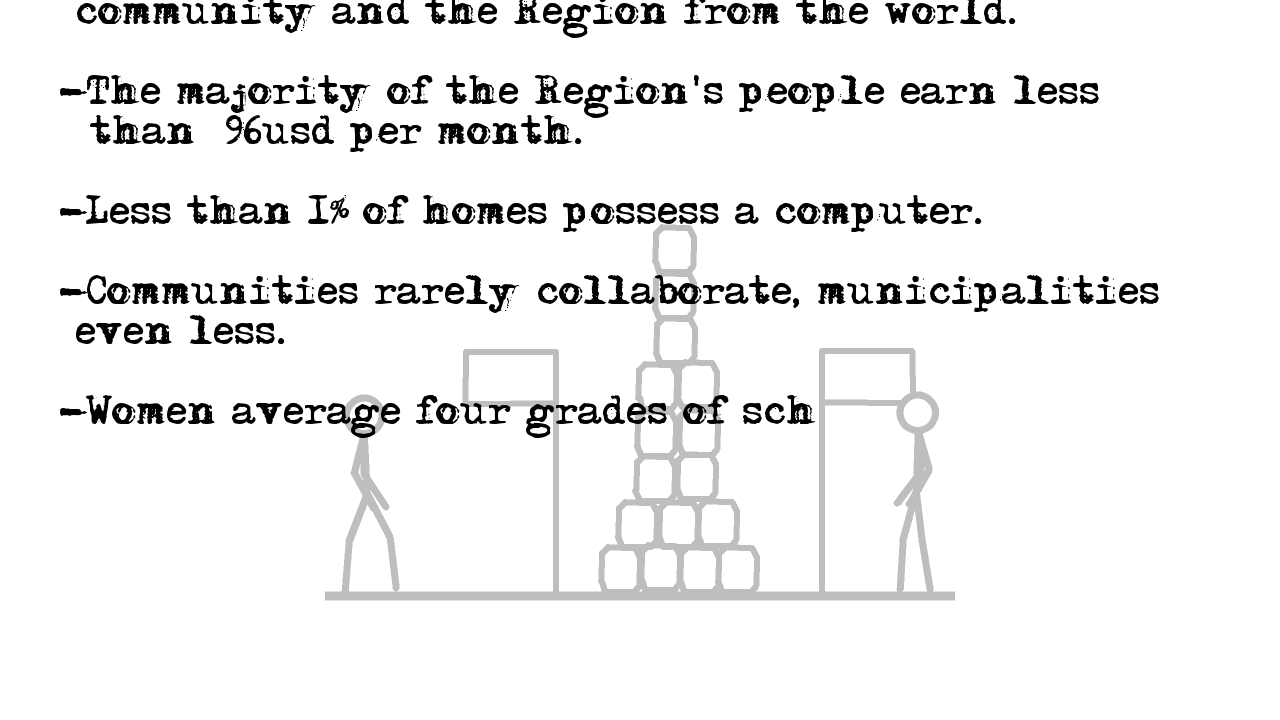 community and the Region from the world.
-The majority of the Region's people earn less
than 96usd per month.
-Less than 1% of homes possess a computer.
-Communities rarely collaborate, municipalities
even less.
-Women average four grades of sch